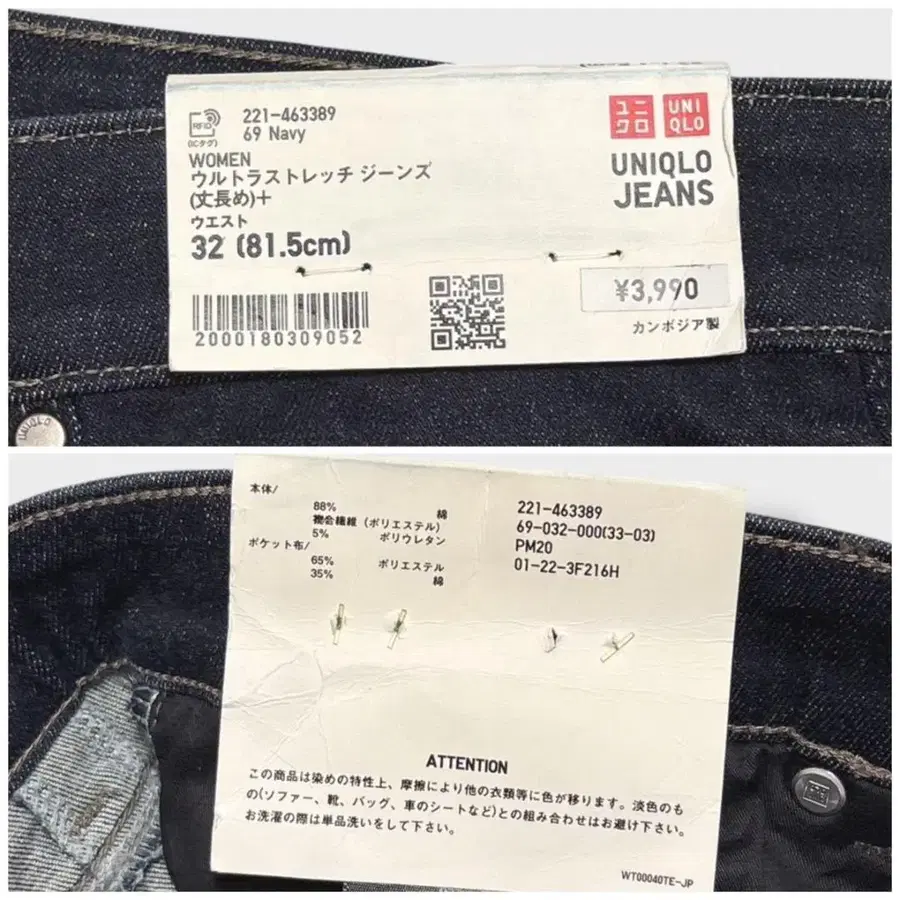 RFID
(ICタグ)
221-463389
69 Navy
WOMEN
ウルトラストレッチ ジーンズ
(丈長め)+
ウエスト
32 (81.5cm)
2000180309052
ユニ
クロ
UNI
QLO
UNIQLO
JEANS
¥3,990
カンボジア製
UNIQLO
本体/
88% 綿
複合繊維 (ポリエステル)
5% ポリウレタン
ポケット布/
65% ポリエステル
35% 綿
221-463389
69-032-000(33-03)
PM20
01-22-3F216H
ATTENTION
この商品は染めの特性上、摩擦により他の衣類等に色が移ります。淡色のも
の(ソファー、靴、バッグ、車のシートなど)との組み合わせはお避け下さい。
お洗濯の際は単品洗いをして下さい。
WT00040TE-JP